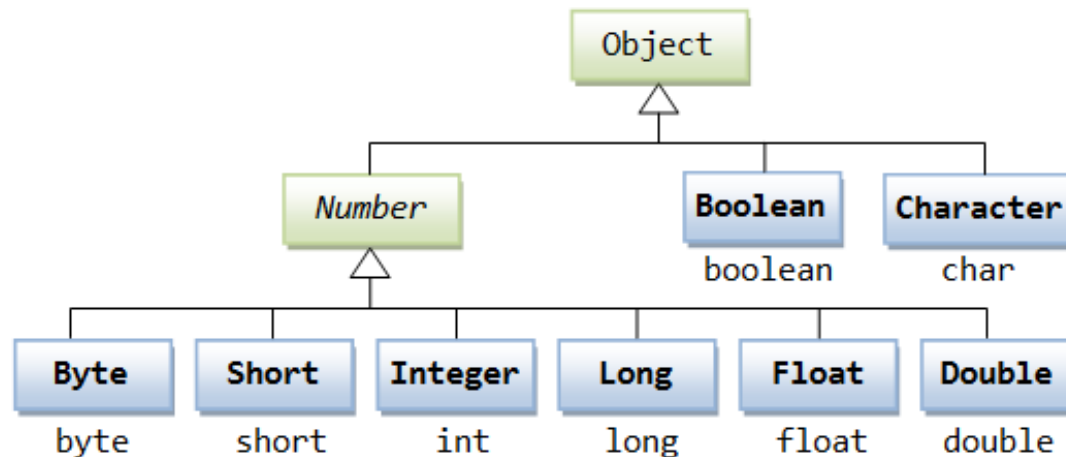 Object
Number
Boolean
Character
boolean
char
Byte
Short
Integer
Long
Float
Double
byte
short
int
long
float
double